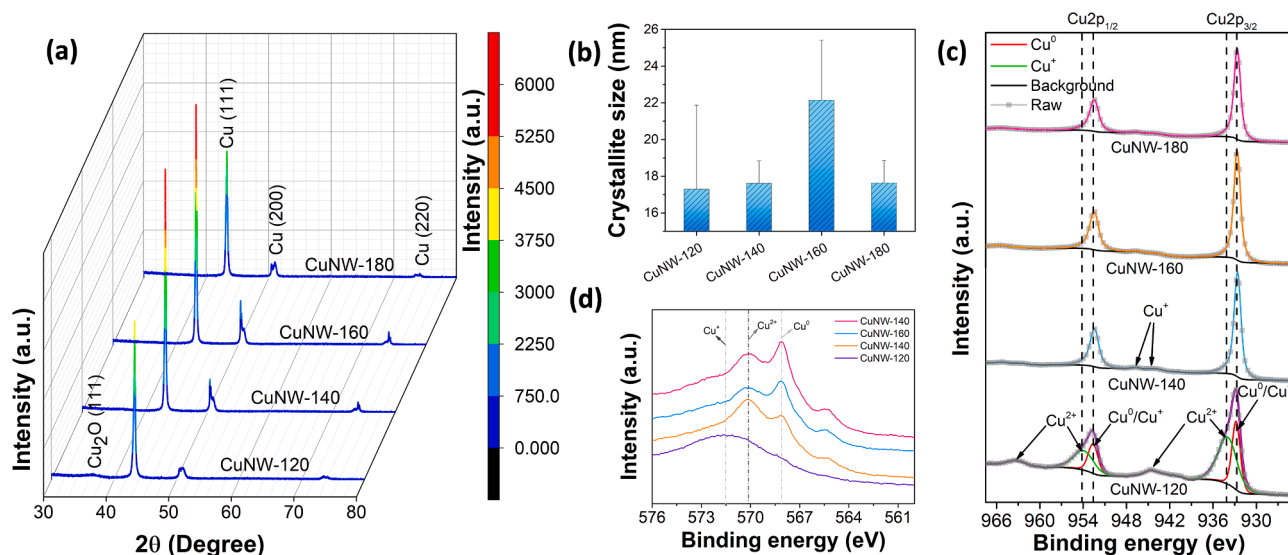 (a)
Intensity (a.u.)
Cu (111)
Cu (200)
Cu (220)
CuNW-180
CuNW-160
CuNW-140
CuNW-120
Cu₂O (111)
30
40
50
60
70
80
2θ (Degree)
Intensity (a.u.)
6000
5250
4500
3750
3000
2250
750.0
0.000
(b)
Crystallite size (nm)
26
24
22
20
18
16
CuNW-120
CuNW-140
CuNW-160
CuNW-180
(d)
Intensity (a.u.)
Cu⁺
Cu²⁺
Cu⁰
CuNW-140
CuNW-160
CuNW-140
CuNW-120
576
573
570
567
564
561
Binding energy (eV)
(c)
Cu2p₁/₂
Cu2p₃/₂
Cu⁰
Cu⁺
Background
Raw
CuNW-180
CuNW-160
Cu⁺
CuNW-140
Cu²⁺
Cu⁰/Cu⁺
Cu²⁺
Cu⁰/Cu
CuNW-120
Intensity (a.u.)
966
960
954
948
942
936
930
Binding energy (ev)